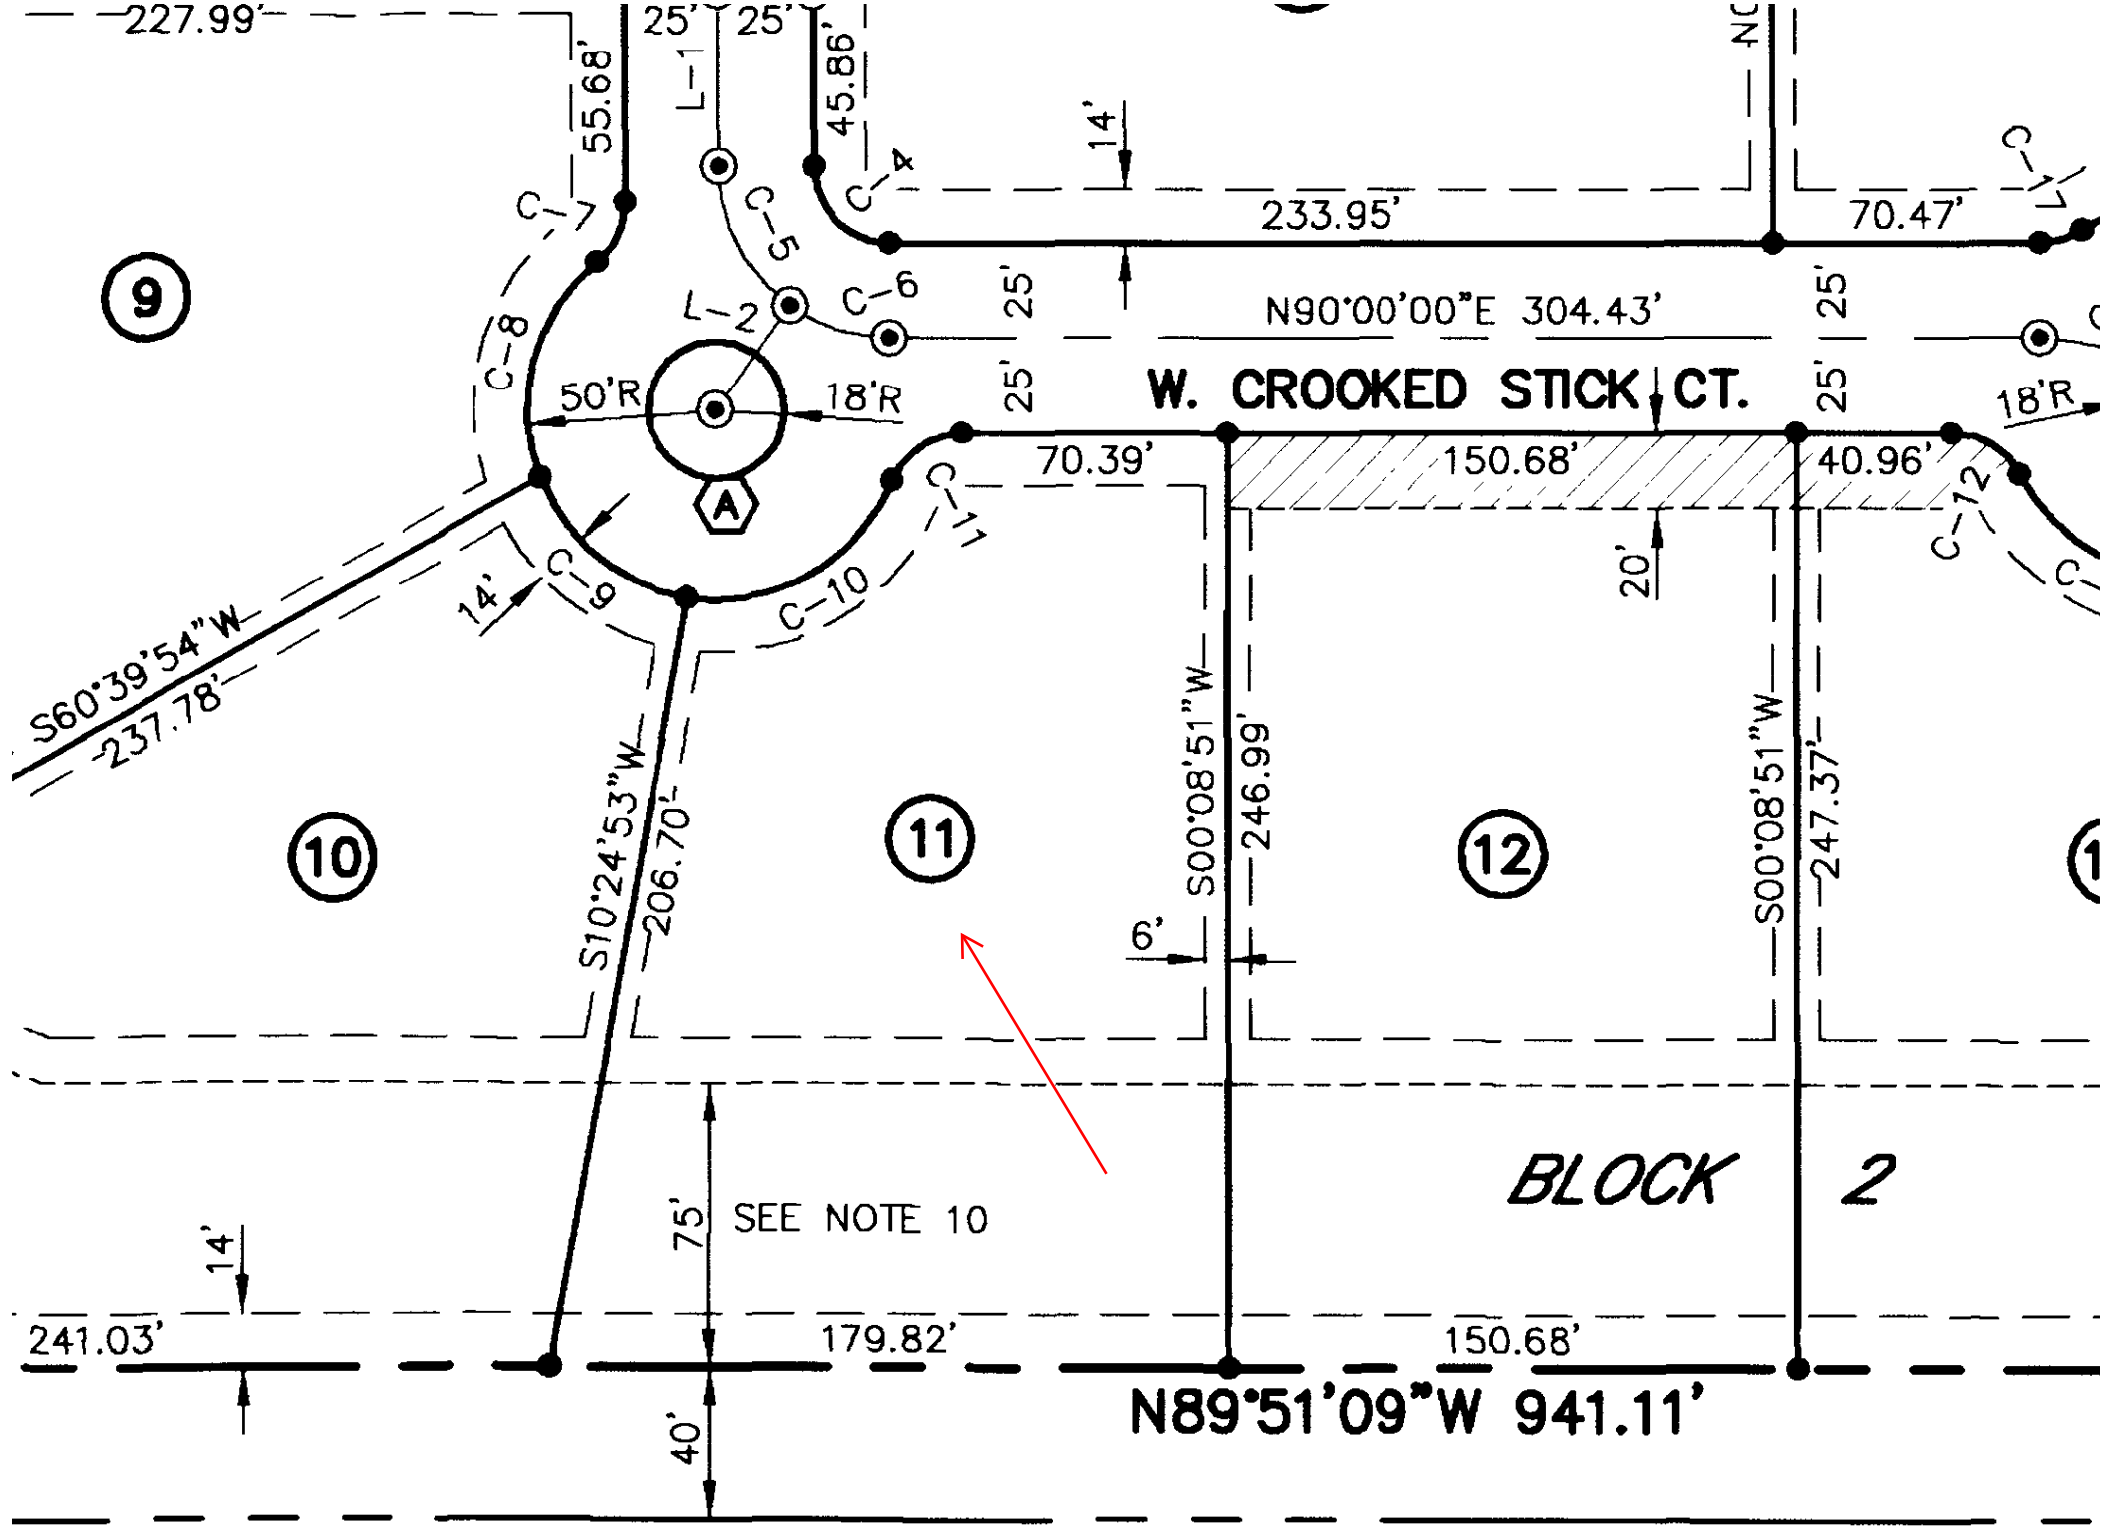 227.99'
25'
25'
L-1
55.68'
45.86'
14'
C-4
C-7
C-5
233.95'
70.47'
C-17
9
25'
25'
C-6
L-2
N90°00'00"E 304.43'
C-8
50'R
18'R
25'
W. CROOKED STICK CT.
25'
18'R
70.39'
150.68'
40.96'
A
C-11
C-12
20'
14'
C-9
C-10
S60°39'54"W
237.78'
S10°24'53"W
206.70'
S00°08'51"W
246.99'
S00°08'51"W
247.37'
10
11
12
6'
BLOCK 2
75'
SEE NOTE 10
14'
241.03'
179.82'
150.68'
N89°51'09"W 941.11'
40'